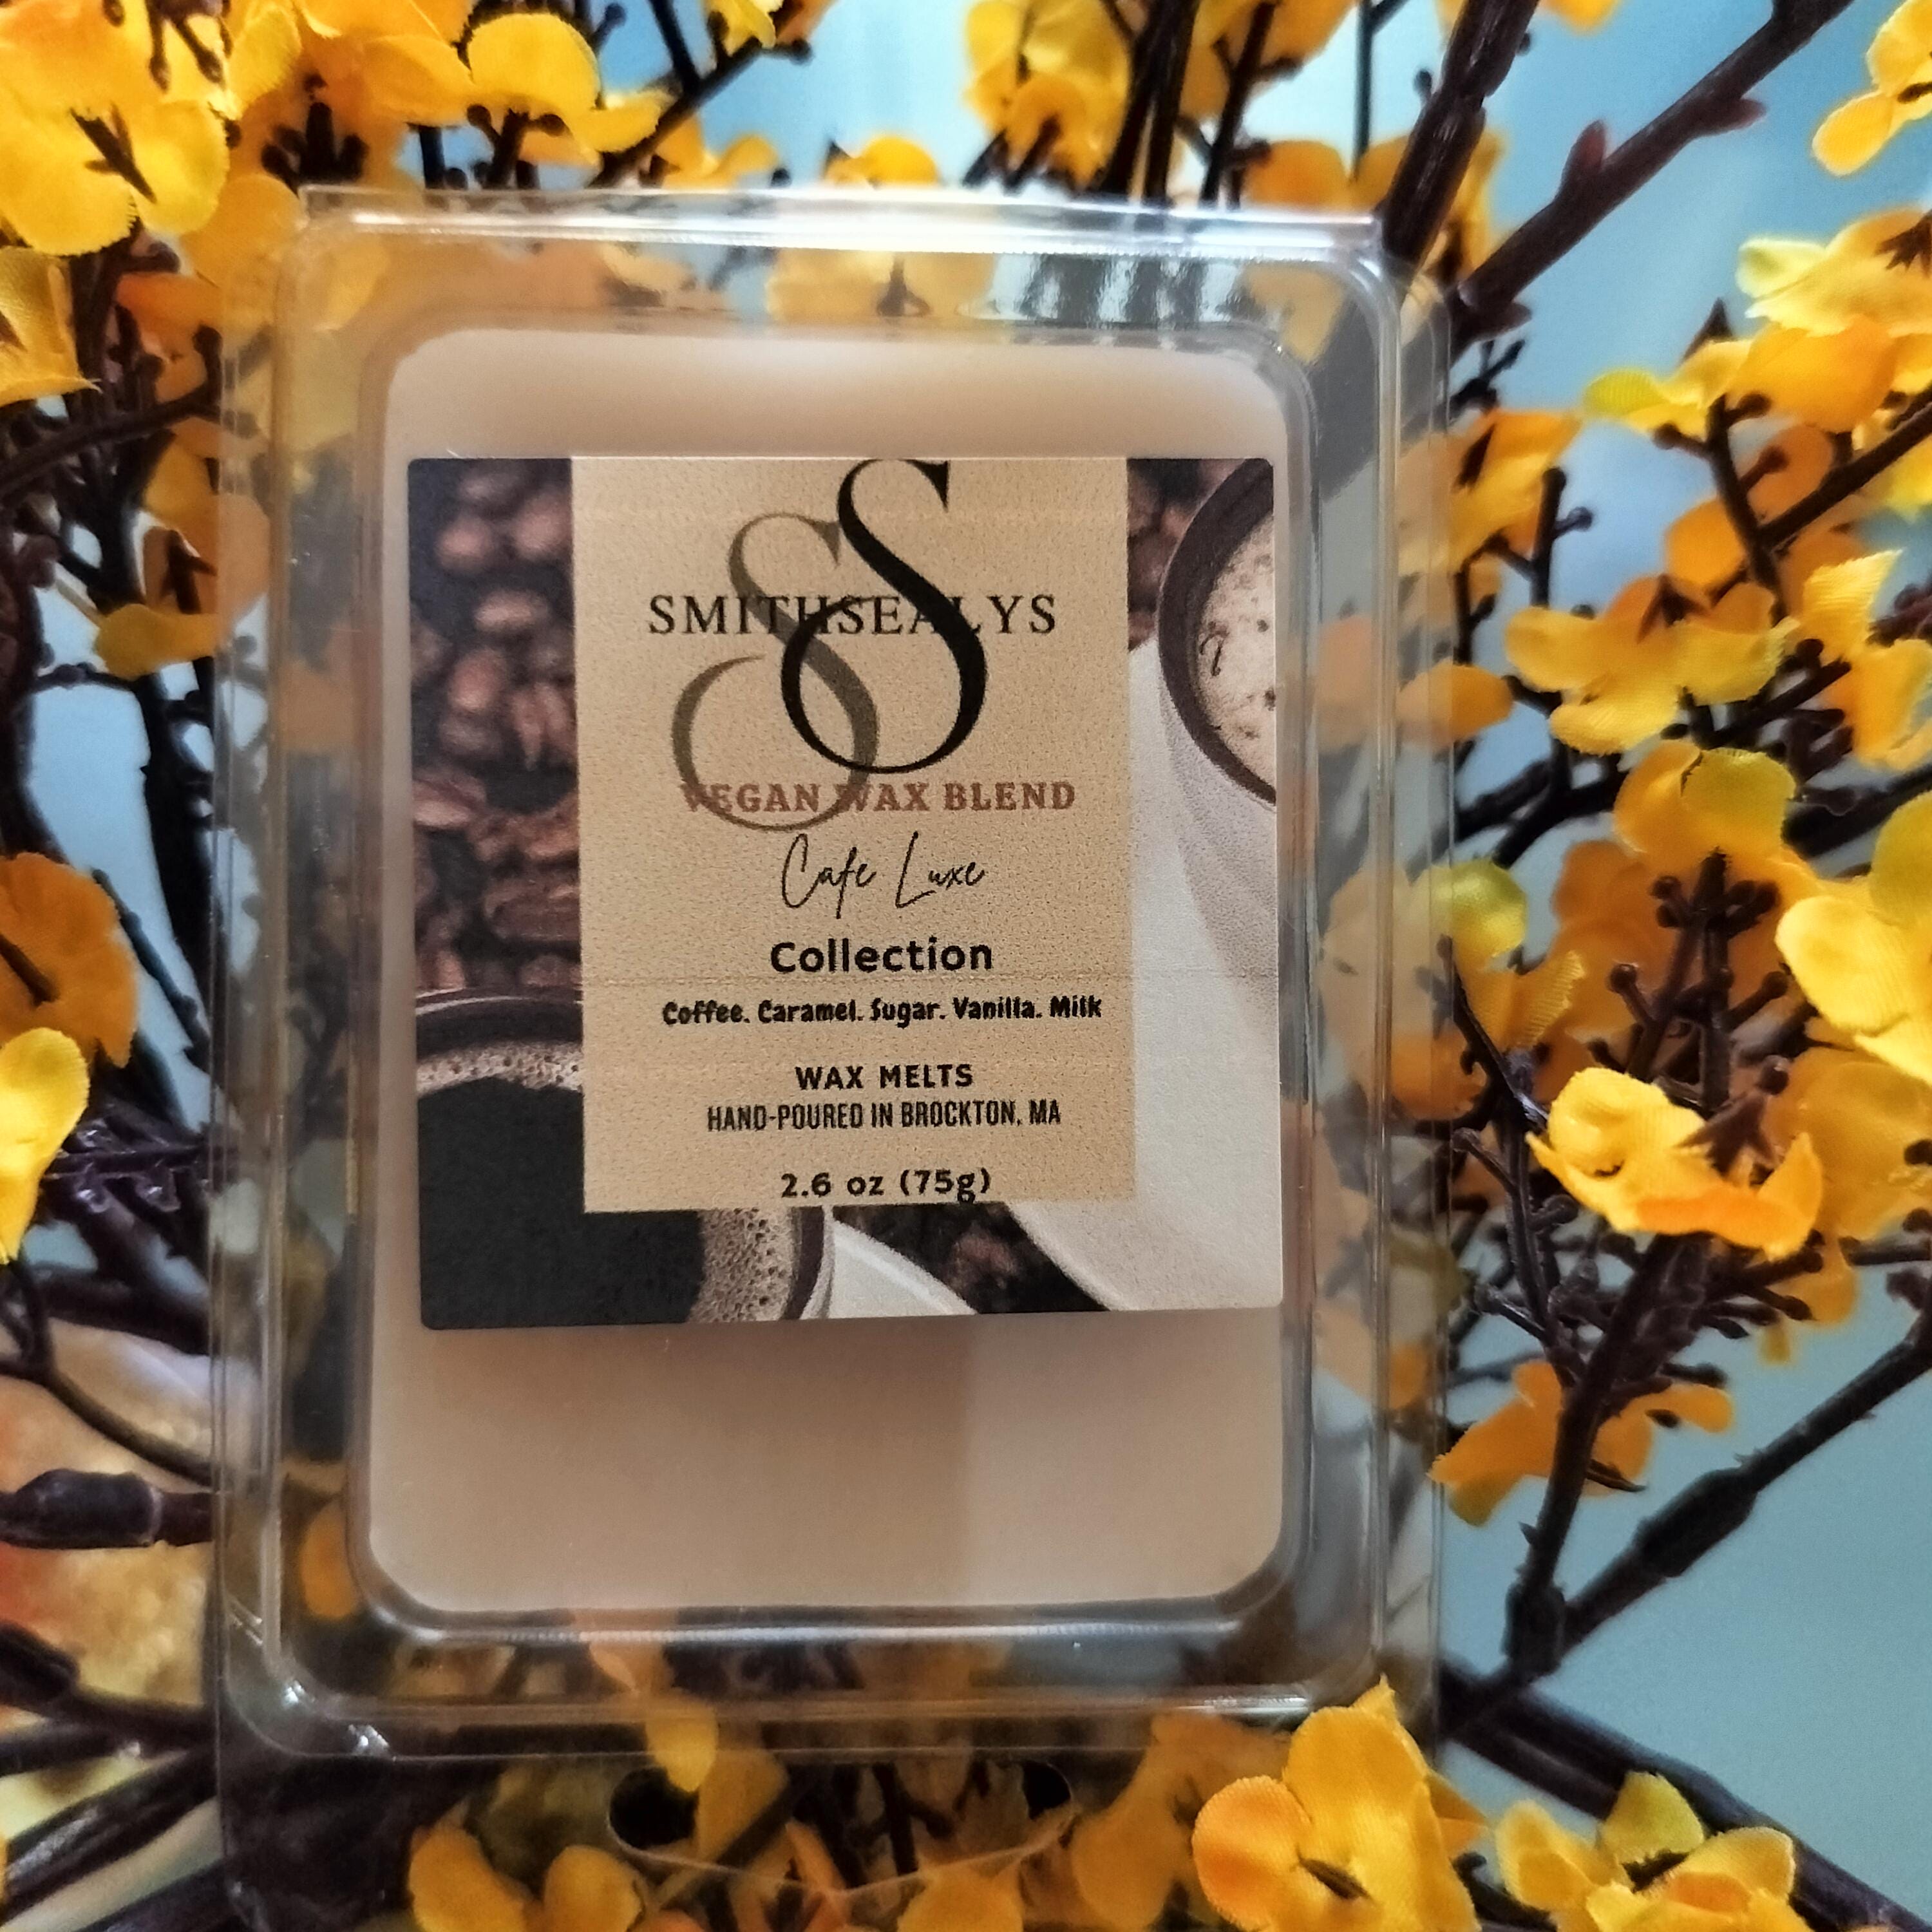 SS
SMITHSEALYS
VEGAN WAX BLEND
Cafe Luxe
Collection
Coffee. Caramel. Sugar. Vanilla. Milk
WAX MELTS
HAND-POURED IN BROCKTON, MA
2.6 oz (75g)